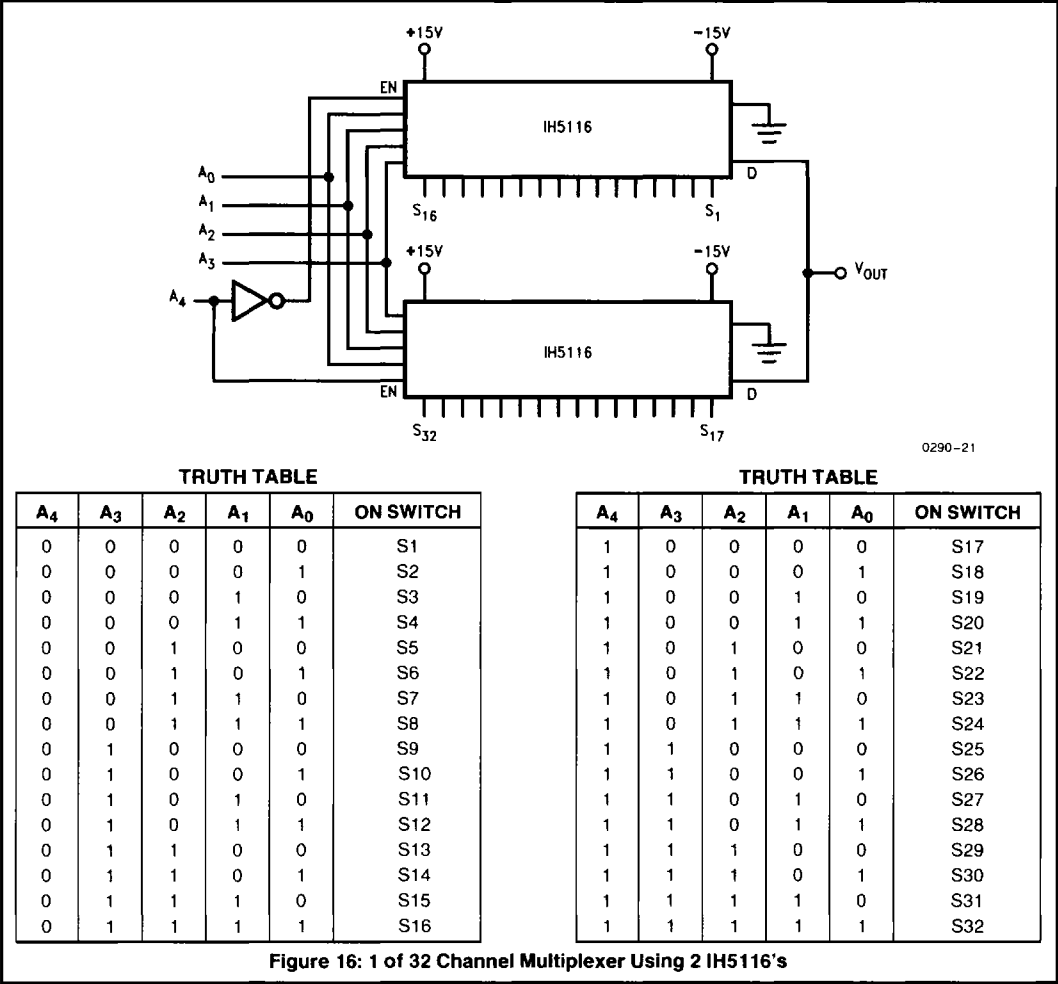 +15V -15V
EN
IH5116
A0
D
A1
S16 S1
A2
+15V -15V
A3
VOUT
A4
IH5116
EN
D
S32 S17
0290-21
TRUTH TABLE
A4 A3 A2 A1 A0 ON SWITCH
0 0 0 0 0 S1
0 0 0 0 1 S2
0 0 0 1 0 S3
0 0 0 1 1 S4
0 0 1 0 0 S5
0 0 1 0 1 S6
0 0 1 1 0 S7
0 0 1 1 1 S8
0 1 0 0 0 S9
0 1 0 0 1 S10
0 1 0 1 0 S11
0 1 0 1 1 S12
0 1 1 0 0 S13
0 1 1 0 1 S14
0 1 1 1 0 S15
0 1 1 1 1 S16
TRUTH TABLE
A4 A3 A2 A1 A0 ON SWITCH
1 0 0 0 0 S17
1 0 0 0 1 S18
1 0 0 1 0 S19
1 0 0 1 1 S20
1 0 1 0 0 S21
1 0 1 0 1 S22
1 0 1 1 0 S23
1 0 1 1 1 S24
1 1 0 0 0 S25
1 1 0 0 1 S26
1 1 0 1 0 S27
1 1 0 1 1 S28
1 1 1 0 0 S29
1 1 1 0 1 S30
1 1 1 1 0 S31
1 1 1 1 1 S32
Figure 16: 1 of 32 Channel Multiplexer Using 2 IH5116's